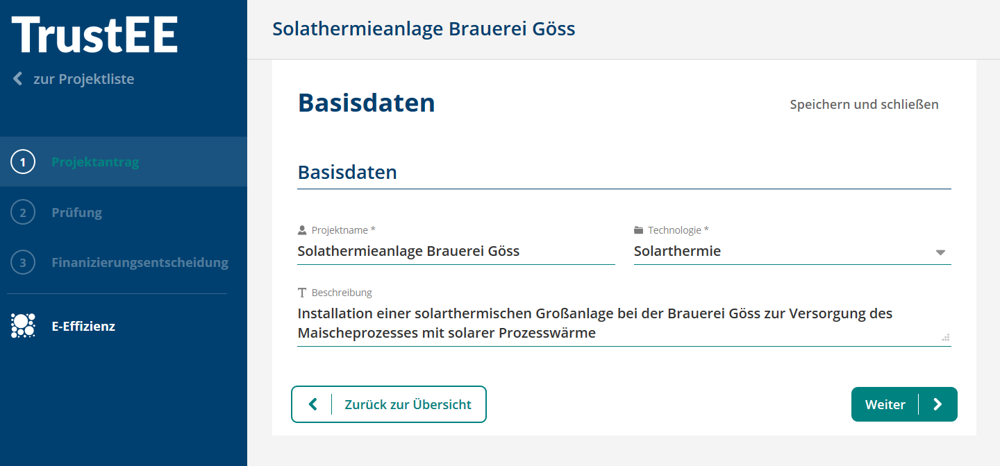 TrustEE
zur Projektliste
1 Projektantrag
2 Prüfung
3 Finanzierungsentscheidung
E-Effizienz
Solathermieanlage Brauerei Göss
Basisdaten
Speichern und schließen
Basisdaten
Projektname *
Solathermieanlage Brauerei Göss
Technologie *
Solarthermie
Beschreibung
Installation einer solarthermischen Großanlage bei der Brauerei Göss zur Versorgung des
Maischeprozesses mit solarer Prozesswärme
Zurück zur Übersicht
Weiter